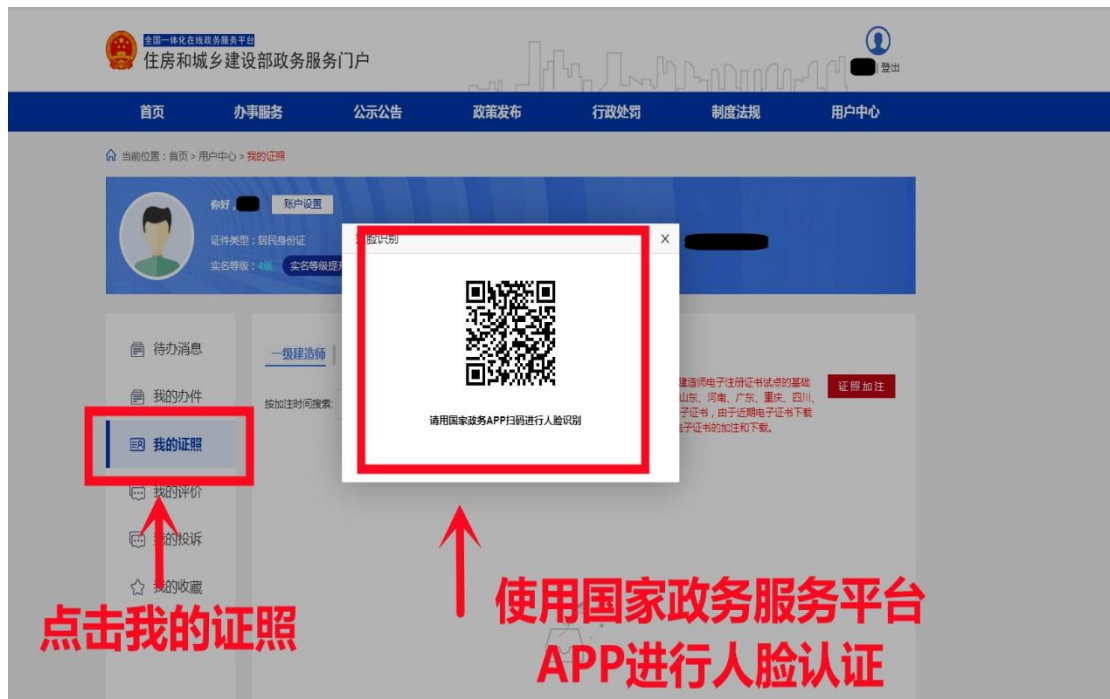 全国一体化在线政务服务平台
住房和城乡建设部政务服务门户
登出
首页 办事服务 公示公告 政策发布 行政处罚 制度法规 用户中心
当前位置：首页 > 用户中心 > 我的证照
你好， 账户设置
证件类型：居民身份证
实名等级：4级 实名等级提升
脸识别 X
请用国家政务APP扫码进行人脸识别
待办消息
我的办件
我的证照
我的评价
我的投诉
我的收藏
一级建造师
按加注时间搜索:
建造师电子注册证书试点的基础
山东、河南、广东、重庆、四川、
子证书，由于近期电子证书下载
电子证书的加注和下载。
证照加注
点击我的证照
使用国家政务服务平台
APP进行人脸认证